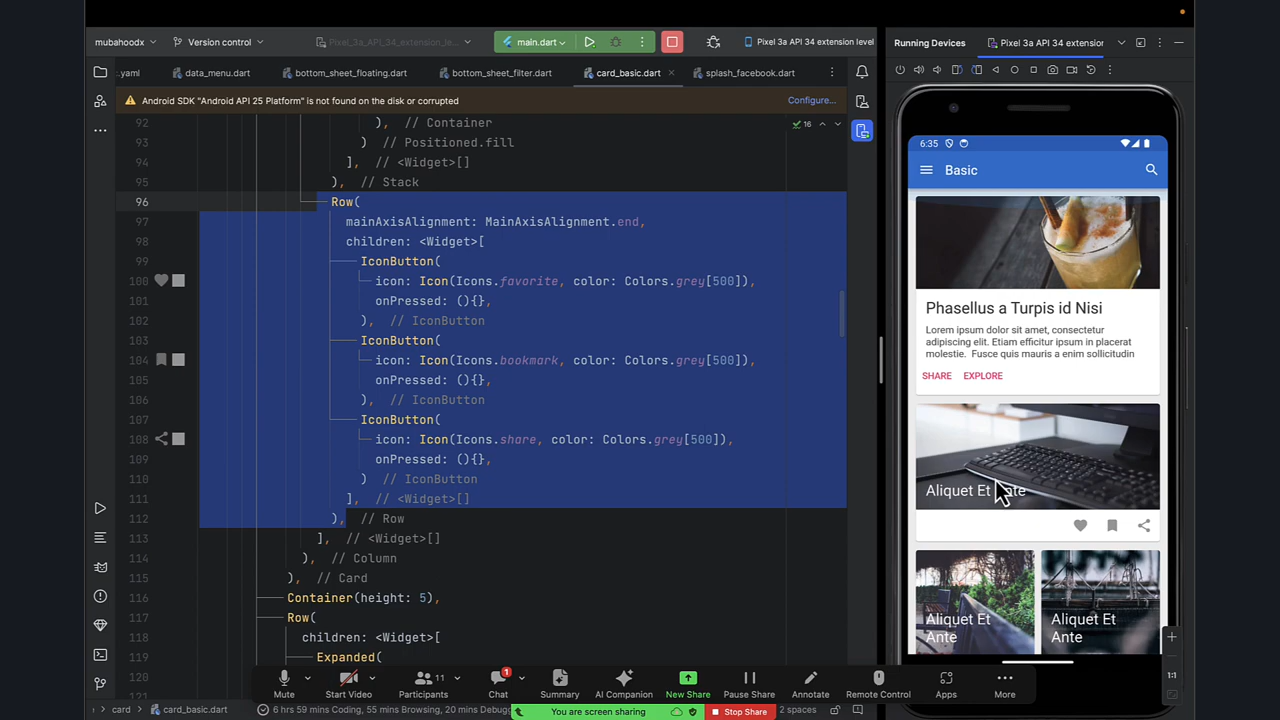 mubahoodx
Version control
Pixel_3a_API_34_extension_le...
main.dart
Pixel 3a API 34 extension level
Running Devices
Pixel 3a API 34 extension
.yaml
data_menu.dart
bottom_sheet_floating.dart
bottom_sheet_filter.dart
card_basic.dart
splash_facebook.dart
Android SDK "Android API 25 Platform" is not found on the disk or corrupted
Configure...
16
92 ), // Container
93 ) // Positioned.fill
94 ], // <Widget>[]
95 ), // Stack
96 Row(
97 mainAxisAlignment: MainAxisAlignment.end,
98 children: <Widget>[
99 IconButton(
100 icon: Icon(Icons.favorite, color: Colors.grey[500]),
101 onPressed: (){},
102 ), // IconButton
103 IconButton(
104 icon: Icon(Icons.bookmark, color: Colors.grey[500]),
105 onPressed: (){},
106 ), // IconButton
107 IconButton(
108 icon: Icon(Icons.share, color: Colors.grey[500]),
109 onPressed: (){},
110 ) // IconButton
111 ], // <Widget>[]
112 ), // Row
113 ], // <Widget>[]
114 ), // Column
115 ), // Card
116 Container(height: 5),
117 Row(
118 children: <Widget>[
119 Expanded(
120
121
6:35
Basic
Phasellus a Turpis id Nisi
Lorem ipsum dolor sit amet, consectetur
adipiscing elit. Etiam efficitur ipsum in placerat
molestie. Fusce quis mauris a enim sollicitudin
SHARE EXPLORE
Aliquet Et Ante
Aliquet Et
Ante
Aliquet Et
Ante
1:1
Mute
Start Video
11
Participants
1
Chat
Summary
AI Companion
New Share
Pause Share
Annotate
Remote Control
Apps
More
You are screen sharing
Stop Share
card
card_basic.dart
6 hrs 59 mins Coding, 55 mins Browsing, 20 mins Debug
2 spaces